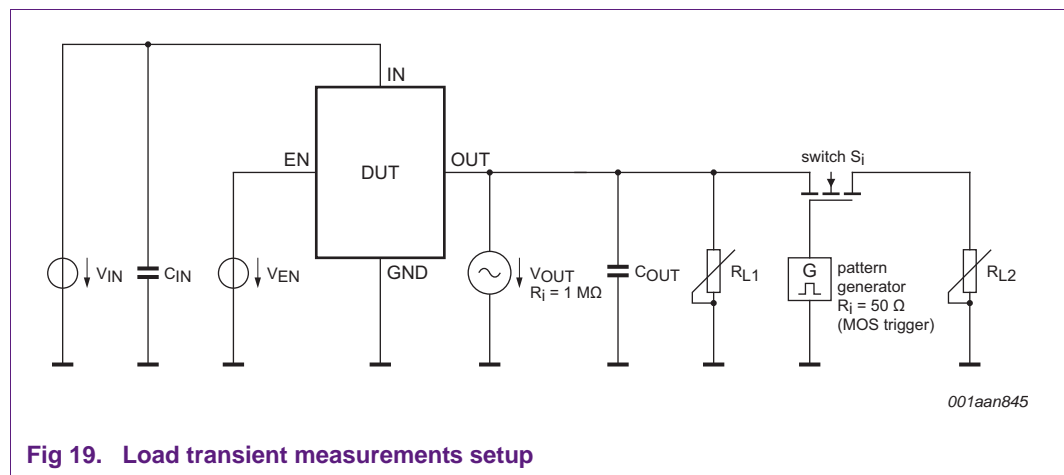 IN
switch Si
EN
DUT
OUT
VIN
CIN
VEN
GND
VOUT
Ri = 1 MΩ
COUT
RL1
G
pattern
generator
Ri = 50 Ω
(MOS trigger)
RL2
001aan845
Fig 19. Load transient measurements setup